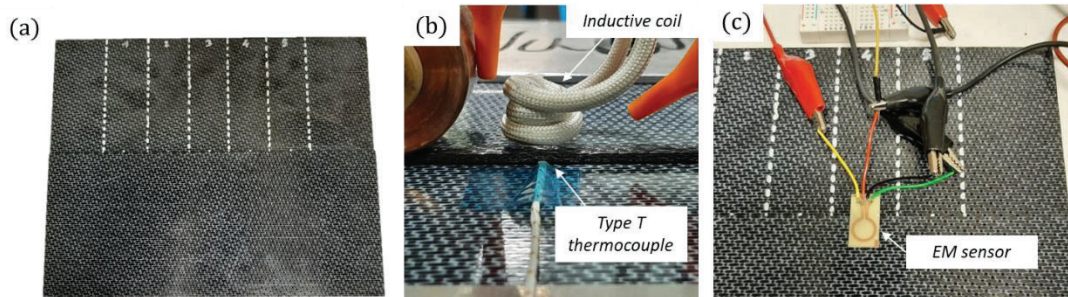 (a)
(b)
(c)
Inductive coil
Type T
thermocouple
EM sensor